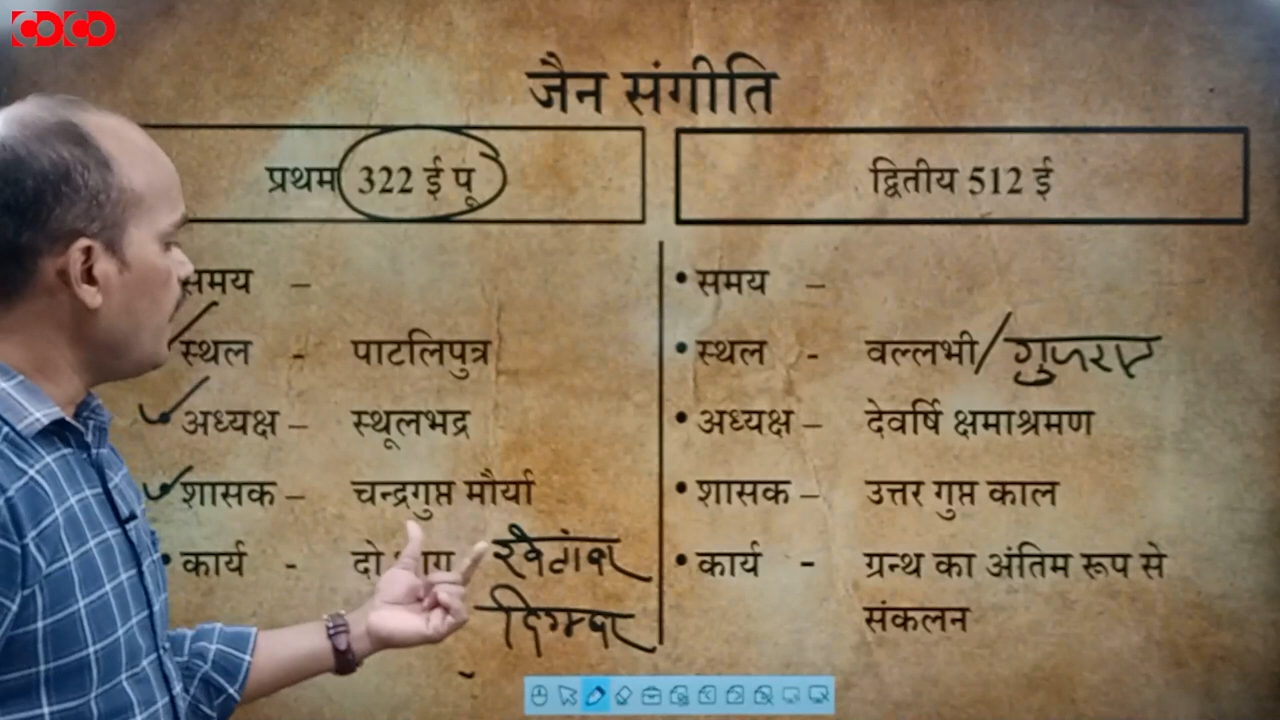 COCO
जैन संगीति
प्रथम 322 ई पू
समय –
स्थल - पाटलिपुत्र
अध्यक्ष – स्थूलभद्र
शासक – चन्द्रगुप्त मौर्या
कार्य - दो
श्वेतांबर
दिगम्बर
द्वितीय 512 ई
• समय –
• स्थल - वल्लभी/गुजरात
• अध्यक्ष – देवर्षि क्षमाश्रमण
• शासक – उत्तर गुप्त काल
• कार्य - ग्रन्थ का अंतिम रूप से
संकलन